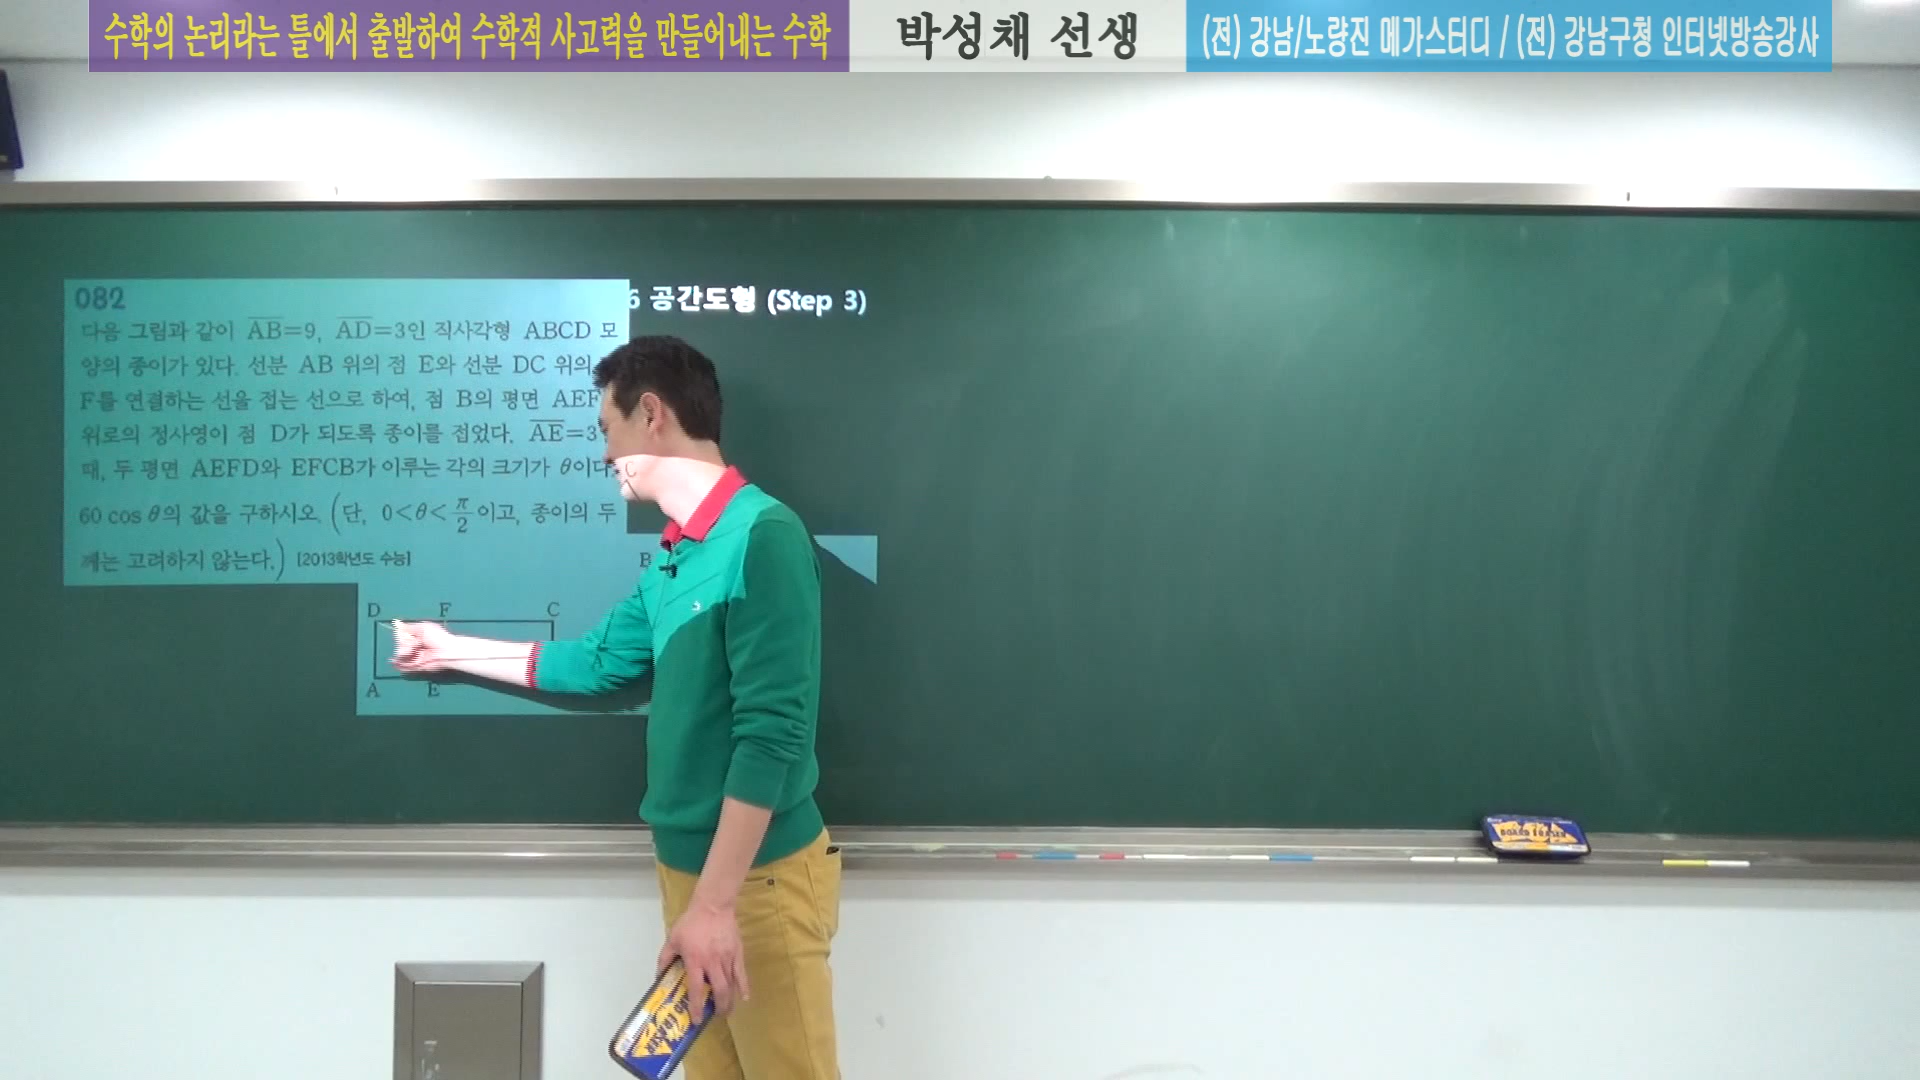 수학의 논리라는 틀에서 출발하여 수학적 사고력을 만들어내는 수학
박성채 선생
(전) 강남/노량진 메가스터디 / (전) 강남구청 인터넷방송강사
6 공간도형 (Step 3)
082
다음 그림과 같이 AB=9, AD=3인 직사각형 ABCD 모
양의 종이가 있다. 선분 AB 위의 점 E와 선분 DC 위의
F를 연결하는 선을 접는 선으로 하여, 점 B의 평면 AEF
위로의 정사영이 점 D가 되도록 종이를 접었다. AE=3
때, 두 평면 AEFD와 EFCB가 이루는 각의 크기가 θ이다.
60 cos θ의 값을 구하시오. (단, 0<θ<π/2이고, 종이의 두
께는 고려하지 않는다.) [2013학년도 수능]
D F C
A E
C
B
A
BOARD ERASER